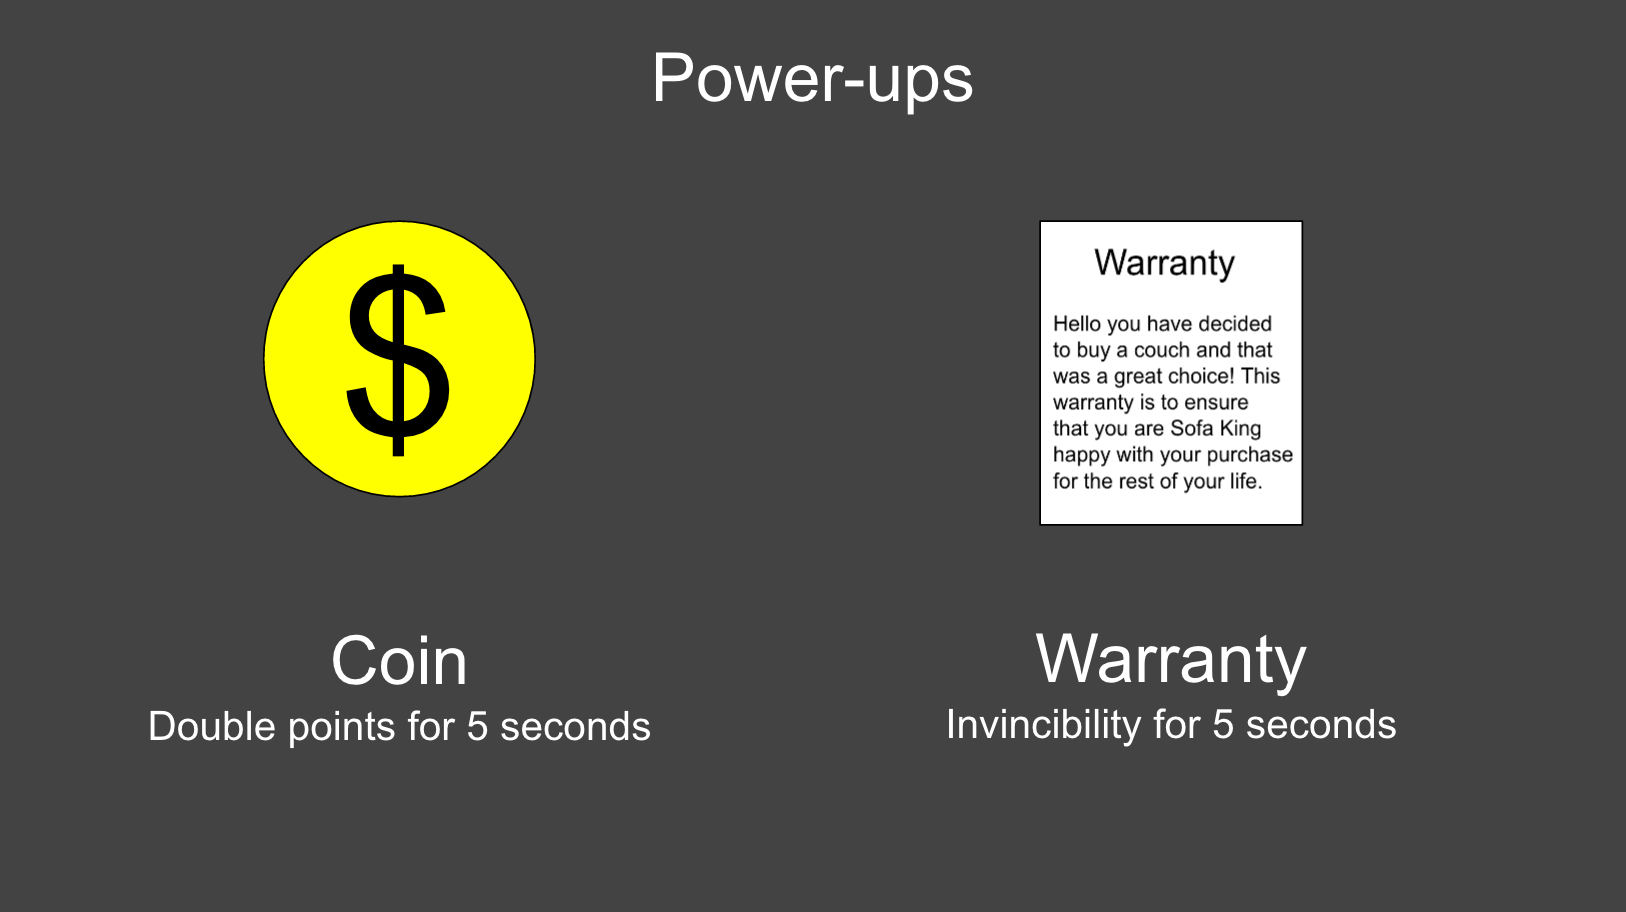 Power-ups
$
Warranty
Hello you have decided
to buy a couch and that
was a great choice! This
warranty is to ensure
that you are Sofa King
happy with your purchase
for the rest of your life.
Coin
Double points for 5 seconds
Warranty
Invincibility for 5 seconds